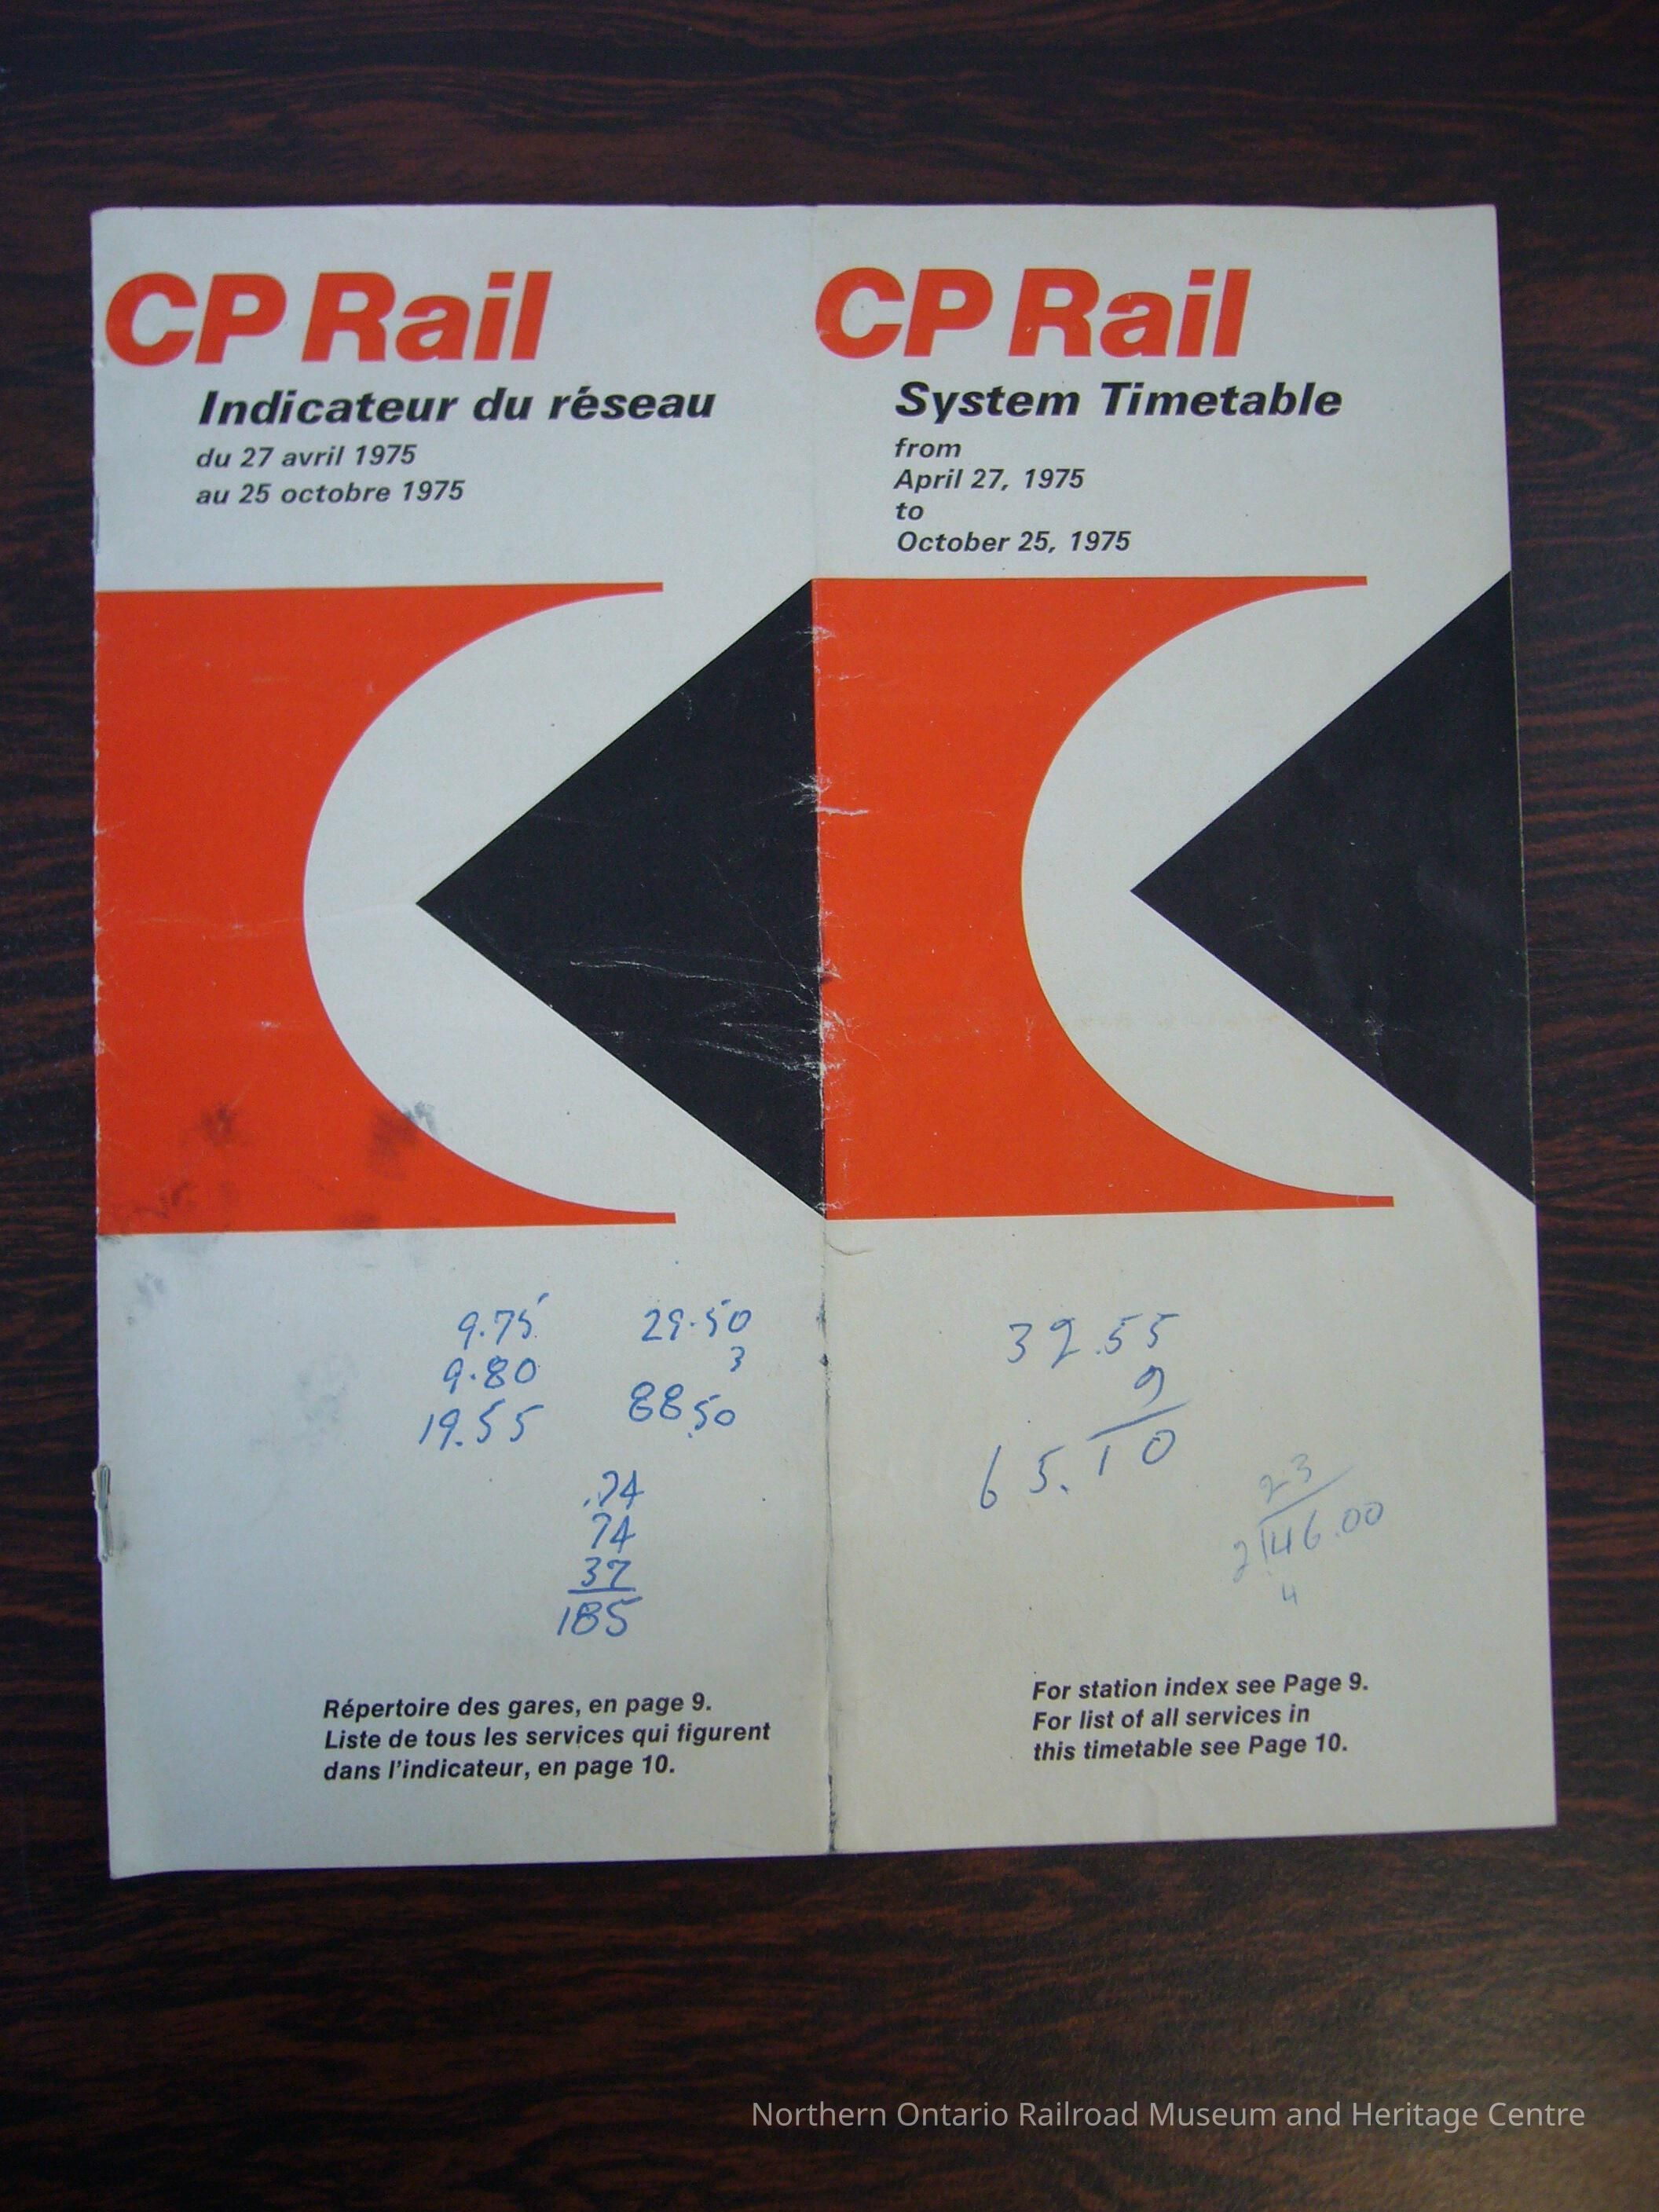 CP Rail
Indicateur du réseau
du 27 avril 1975
au 25 octobre 1975
9.75
9.80
19.55
29.50
3
88.50
.74
74
37
185
Répertoire des gares, en page 9.
Liste de tous les services qui figurent
dans l'indicateur, en page 10.
CP Rail
System Timetable
from
April 27, 1975
to
October 25, 1975
32.55
65.10
23
2 46.00
4
For station index see Page 9.
For list of all services in
this timetable see Page 10.
Northern Ontario Railroad Museum and Heritage Centre